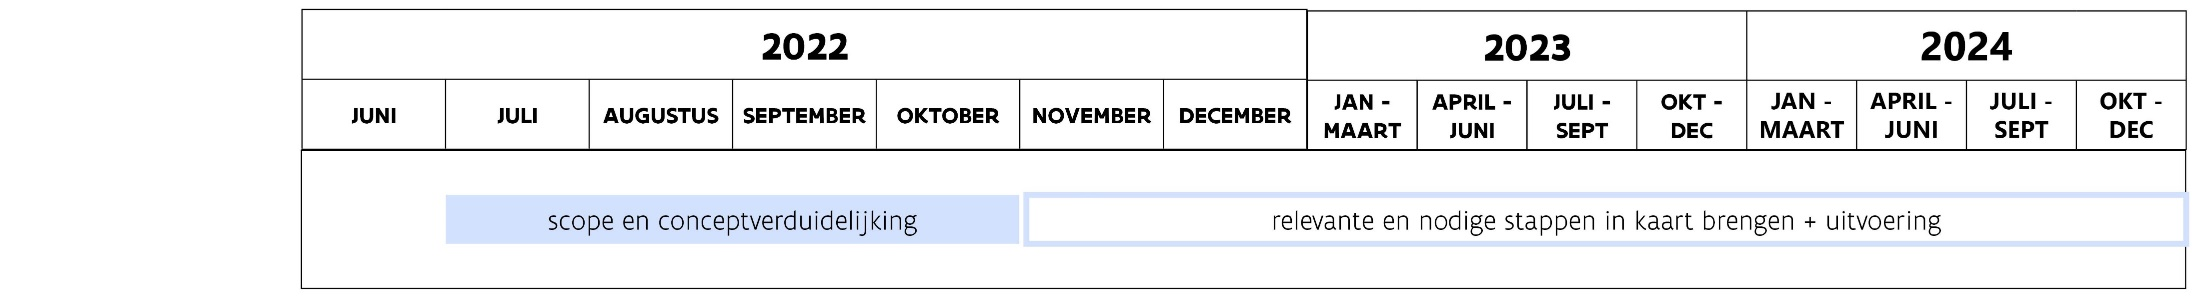 2022 2023 2024
JUNI JULI AUGUSTUS SEPTEMBER OKTOBER NOVEMBER DECEMBER JAN - MAART APRIL - JUNI JULI - SEPT OKT - DEC JAN - MAART APRIL - JUNI JULI - SEPT OKT - DEC
scope en conceptverduidelijking relevante en nodige stappen in kaart brengen + uitvoering